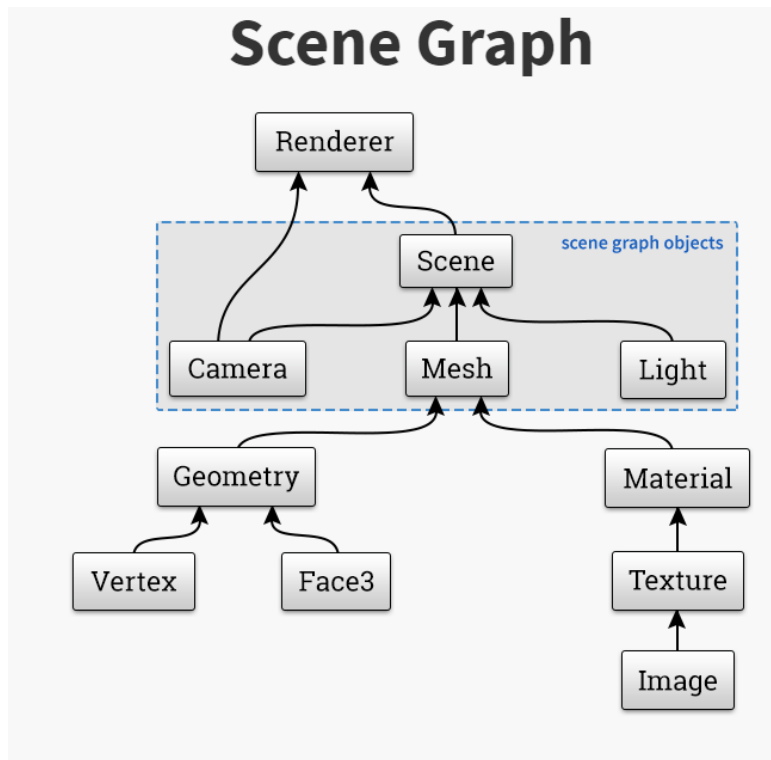 Scene Graph
Renderer
scene graph objects
Scene
Camera
Mesh
Light
Geometry
Material
Vertex
Face3
Texture
Image